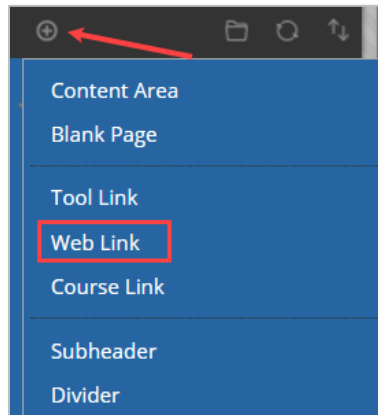 Content Area
Blank Page
Tool Link
Web Link
Course Link
Subheader
Divider